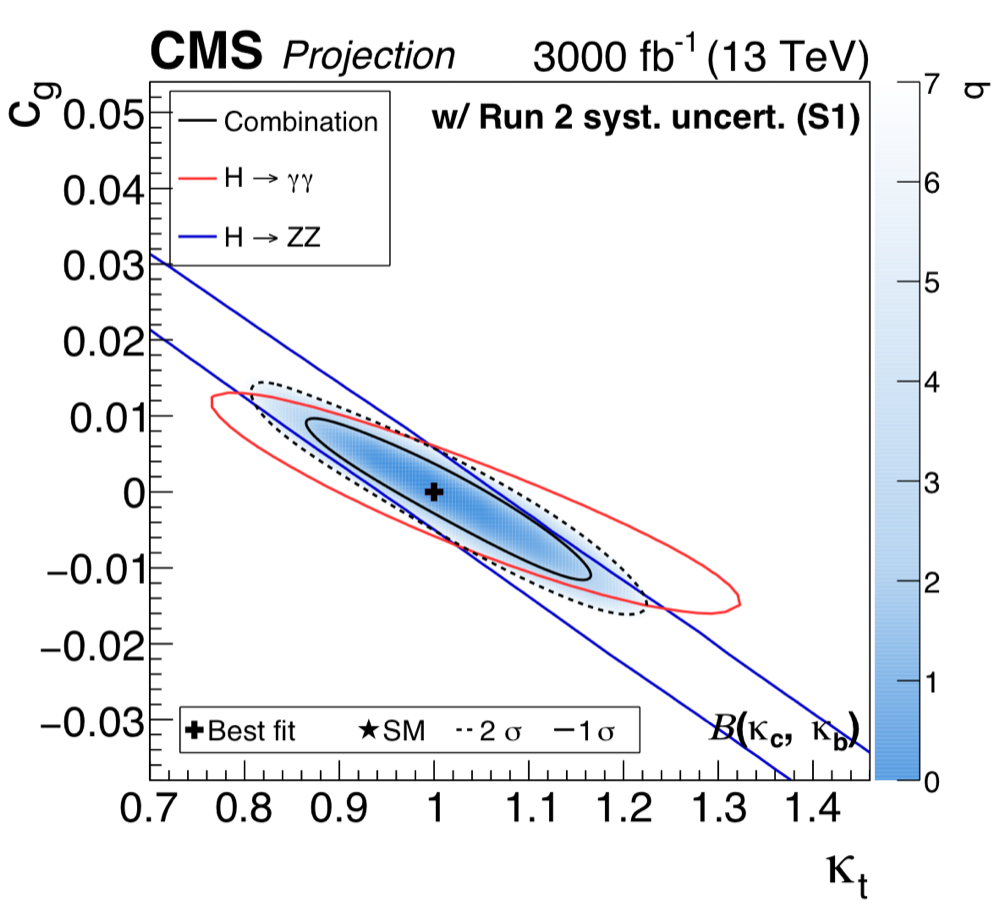 CMS Projection 3000 fb⁻¹ (13 TeV)
w/ Run 2 syst. uncert. (S1)
Combination
H → γγ
H → ZZ
c_g
0.05
0.04
0.03
0.02
0.01
0
−0.01
−0.02
−0.03
q
7
6
5
4
3
2
1
0
✚Best fit ★SM --2 σ −1 σ
B(κ_c, κ_b)
0.7 0.8 0.9 1 1.1 1.2 1.3 1.4
κ_t